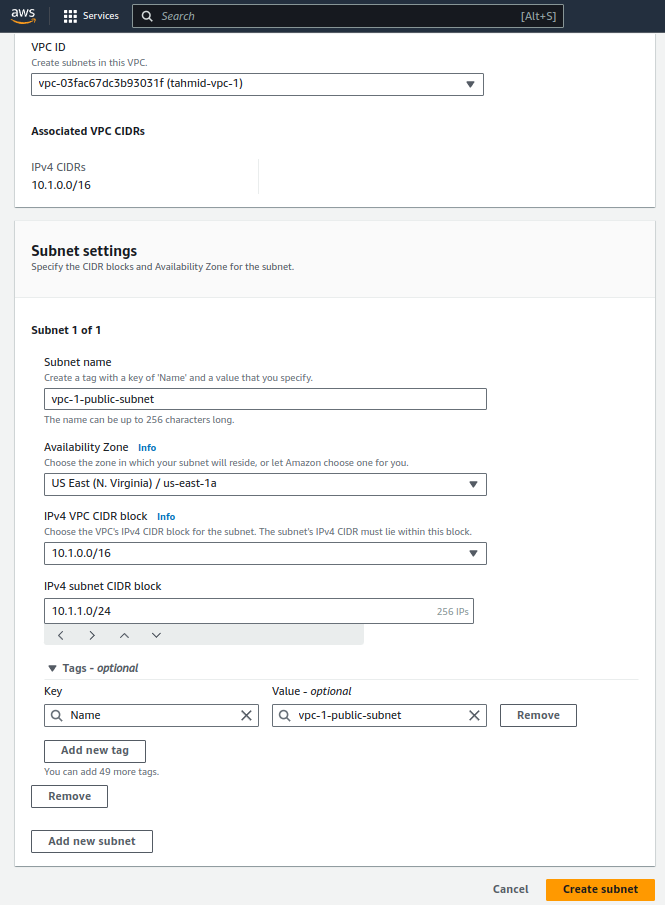 aws
Services
Search
[Alt+S]
VPC ID
Create subnets in this VPC.
vpc-03fac67dc3b93031f (tahmid-vpc-1)
Associated VPC CIDRs
IPv4 CIDRs
10.1.0.0/16
Subnet settings
Specify the CIDR blocks and Availability Zone for the subnet.
Subnet 1 of 1
Subnet name
Create a tag with a key of 'Name' and a value that you specify.
vpc-1-public-subnet
The name can be up to 256 characters long.
Availability Zone Info
Choose the zone in which your subnet will reside, or let Amazon choose one for you.
US East (N. Virginia) / us-east-1a
IPv4 VPC CIDR block Info
Choose the VPC's IPv4 CIDR block for the subnet. The subnet's IPv4 CIDR must lie within this block.
10.1.0.0/16
IPv4 subnet CIDR block
10.1.1.0/24 256 IPs
Tags - optional
Key Value - optional
Name vpc-1-public-subnet Remove
Add new tag
You can add 49 more tags.
Remove
Add new subnet
Cancel Create subnet